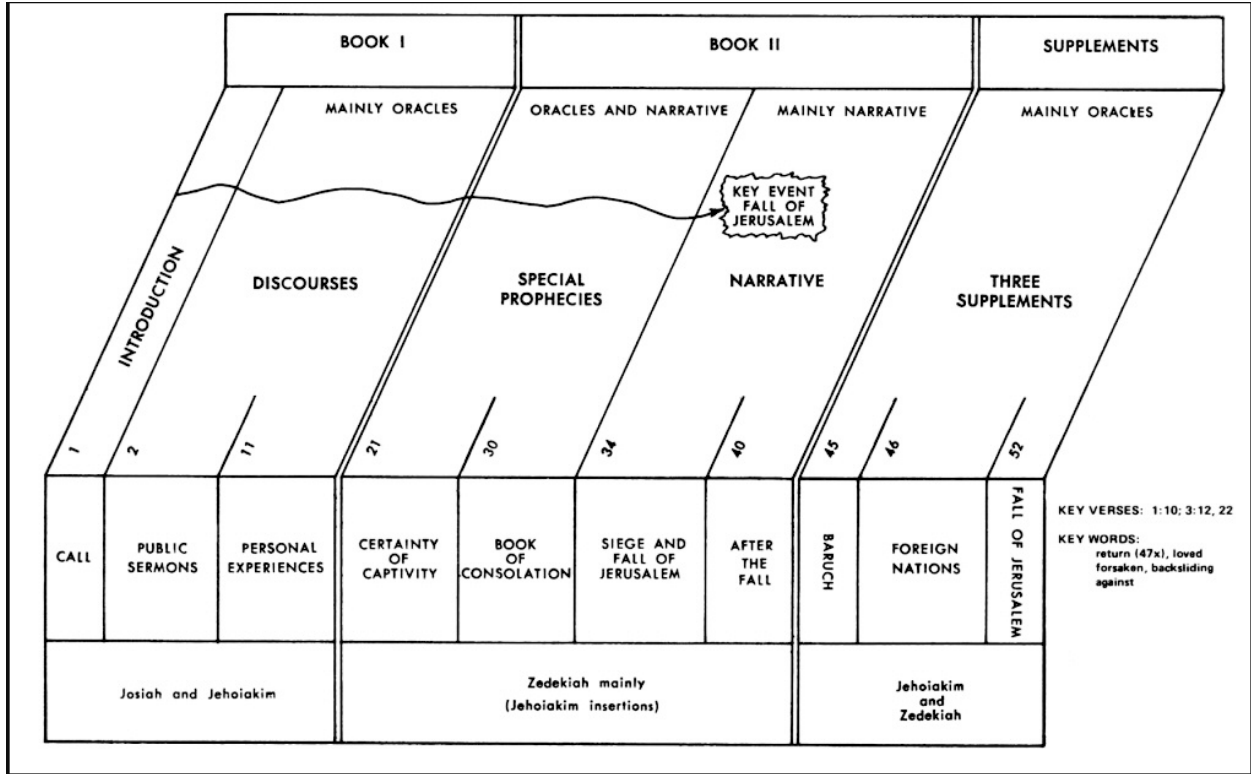 BOOK I
BOOK II
SUPPLEMENTS
MAINLY ORACLES
ORACLES AND NARRATIVE
MAINLY NARRATIVE
MAINLY ORACLES
KEY EVENT
FALL OF
JERUSALEM
INTRODUCTION
DISCOURSES
SPECIAL
PROPHECIES
NARRATIVE
THREE
SUPPLEMENTS
1
2
11
21
30
34
40
45
46
52
CALL
PUBLIC
SERMONS
PERSONAL
EXPERIENCES
CERTAINTY
OF
CAPTIVITY
BOOK
OF
CONSOLATION
SIEGE AND
FALL OF
JERUSALEM
AFTER
THE
FALL
BARUCH
FOREIGN
NATIONS
FALL OF JERUSALEM
KEY VERSES: 1:10; 3:12, 22
KEY WORDS:
return (47x), loved
forsaken, backsliding
against
Josiah and Jehoiakim
Zedekiah mainly
(Jehoiakim insertions)
Jehoiakim
and
Zedekiah